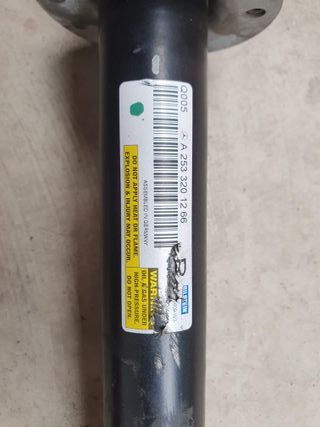 Q005
A 253 320 12 66
ASSEMBLED IN GERMANY
DO NOT APPLY HEAT OR FLAME.
EXPLOSION & INJURY MAY OCCUR.
OIL & GAS UNDER
HIGH-PRESSURE.
DO NOT OPEN.